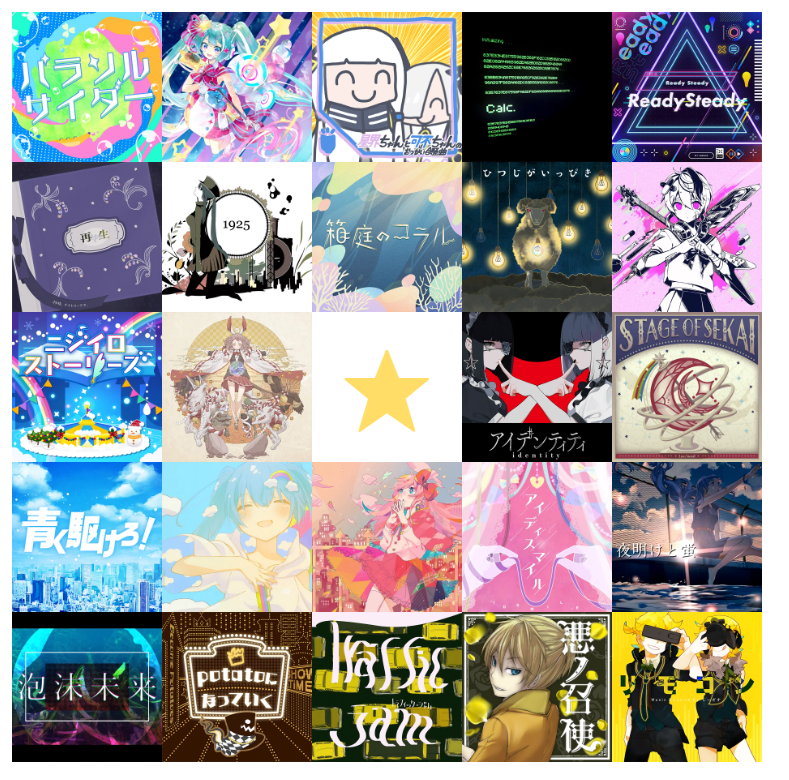 パラソル
サイダー
星界ちゃんと可不ちゃんの
Calc.
Ready
Ready Steady
ReadySteady
再生
1925
箱庭のコラル
ひつじがいっぴき
ニジイロ
ストーリーズ
アイデンティティ
identity
STAGE OF SEKAI
青く駆けろ！
アイディスマイル
夜明けと蛍
泡沫未来
potatoに
なっていく
traffic
jam
悪ノ召使
リモコン